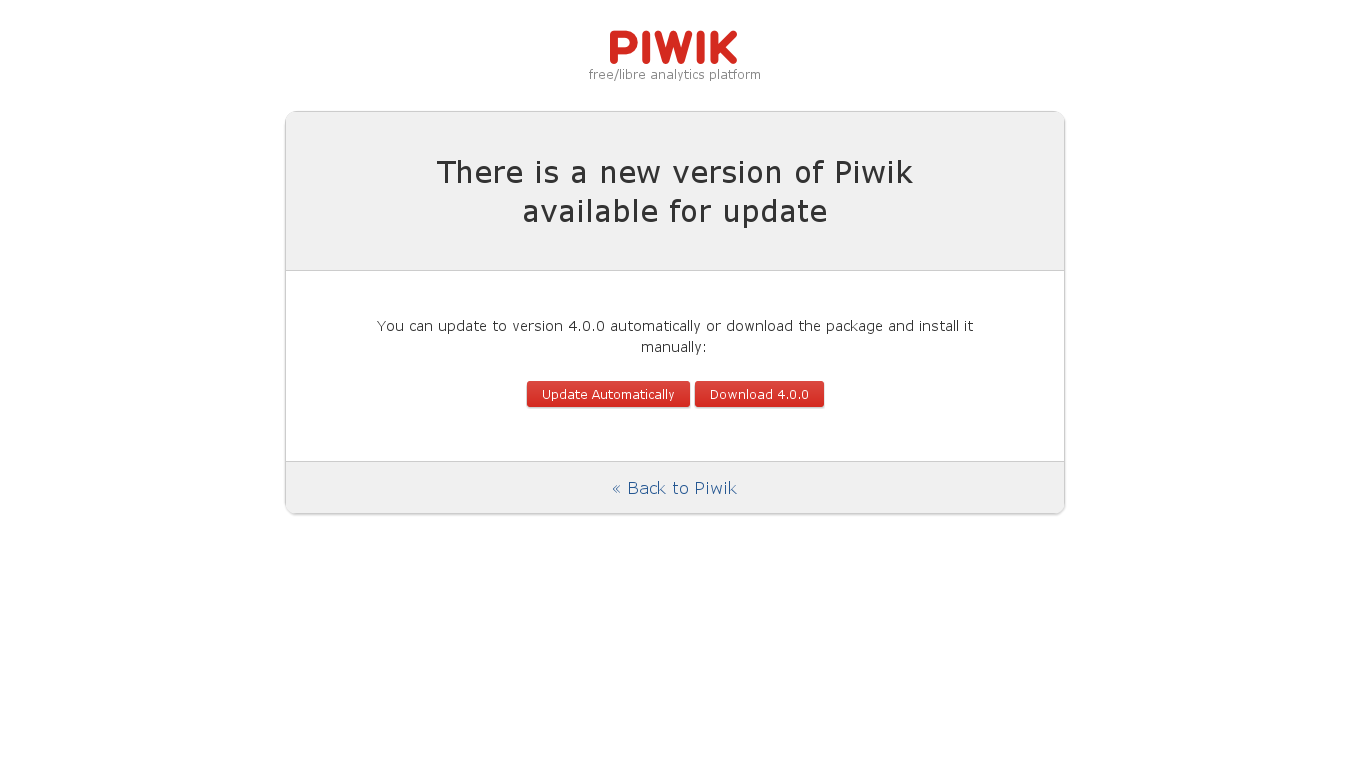 PIWIK
free/libre analytics platform
There is a new version of Piwik
available for update
You can update to version 4.0.0 automatically or download the package and install it
manually:
Update Automatically Download 4.0.0
« Back to Piwik